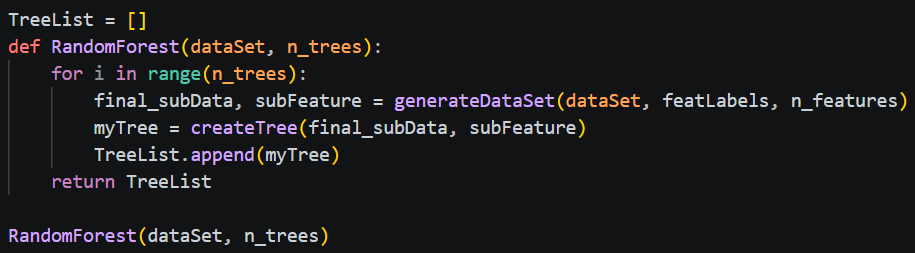 TreeList = []
def RandomForest(dataSet, n_trees):
    for i in range(n_trees):
        final_subData, subFeature = generateDataSet(dataSet, featLabels, n_features)
        myTree = createTree(final_subData, subFeature)
        TreeList.append(myTree)
    return TreeList

RandomForest(dataSet, n_trees)